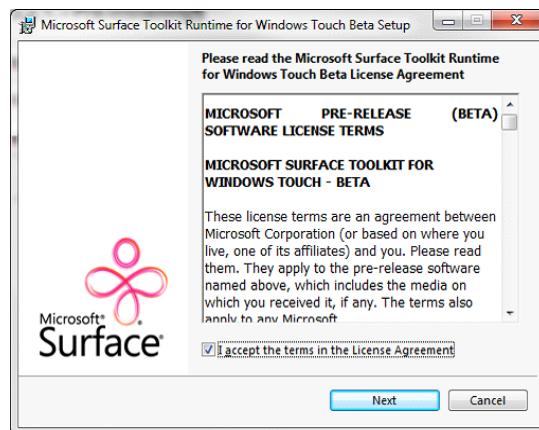 Microsoft Surface Toolkit Runtime for Windows Touch Beta Setup
Please read the Microsoft Surface Toolkit Runtime
for Windows Touch Beta License Agreement
MICROSOFT PRE-RELEASE (BETA)
SOFTWARE LICENSE TERMS
MICROSOFT SURFACE TOOLKIT FOR
WINDOWS TOUCH - BETA
These license terms are an agreement between
Microsoft Corporation (or based on where you
live, one of its affiliates) and you. Please read
them. They apply to the pre-release software
named above, which includes the media on
which you received it, if any. The terms also
apply to any Microsoft
Microsoft®
Surface®
I accept the terms in the License Agreement
Next
Cancel